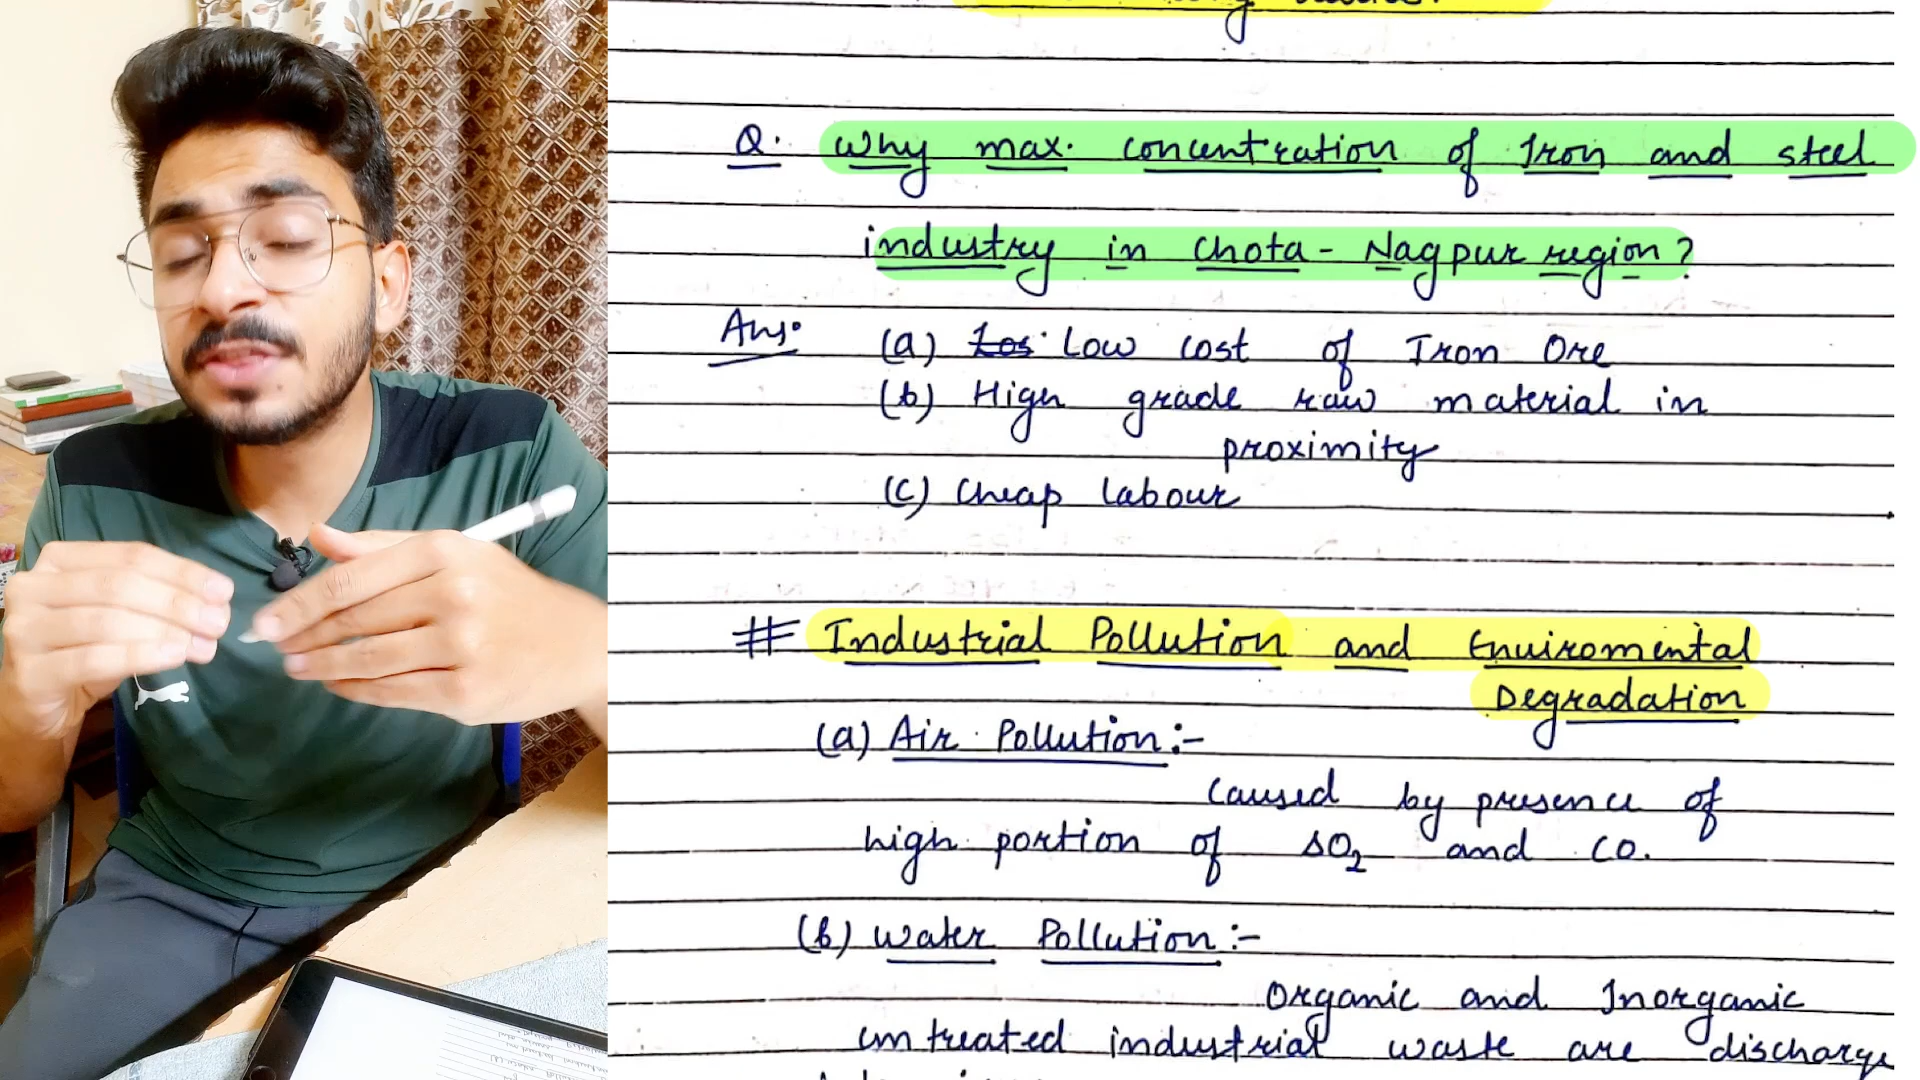 Q. Why max. concentration of Iron and steel
industry in Chota-Nagpur region?
Ans. (a) Low cost of Iron Ore
(b) High grade raw material in
proximity
(c) Cheap labour
# Industrial Pollution and Enviromental
Degradation
(a) Air Pollution:-
caused by presence of
high portion of SO2 and CO.
(b) Water Pollution:-
Organic and Inorganic
untreated industrial waste are discharge